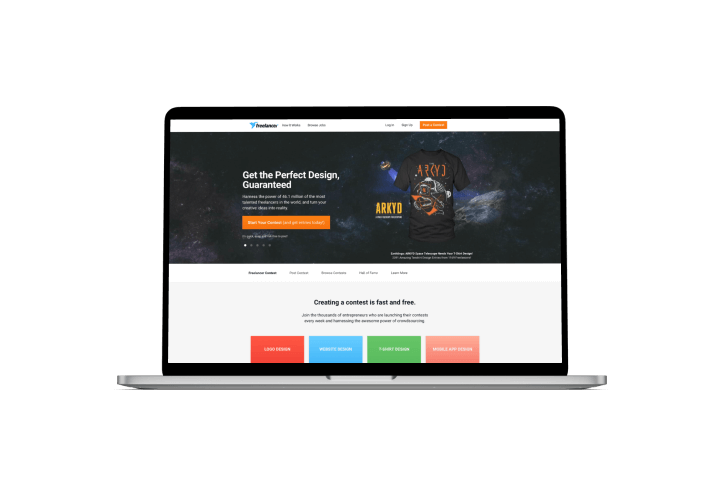 freelancer
How It Works
Browse Jobs
Log In
Sign Up
Post a Contest
Get the Perfect Design,
Guaranteed
Harness the power of 46.1 million of the most
talented freelancers in the world, and turn your
creative ideas into reality.
Start Your Contest (and get entries today!)
ARKYD
ARKYD
Freelancer Contest
Post Contest
Browse Contests
Hall of Fame
Learn More
Creating a contest is fast and free.
Join the thousands of entrepreneurs who are launching their contests
every week and harnessing the awesome power of crowdsourcing.
LOGO DESIGN
WEBSITE DESIGN
T-SHIRT DESIGN
MOBILE APP DESIGN